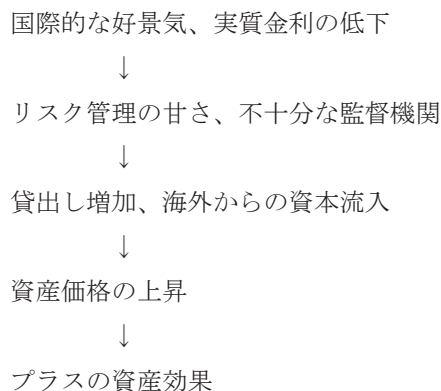 国際的な好景気、実質金利の低下
↓
リスク管理の甘さ、不十分な監督機関
↓
貸出し増加、海外からの資本流入
↓
資産価格の上昇
↓
プラスの資産効果